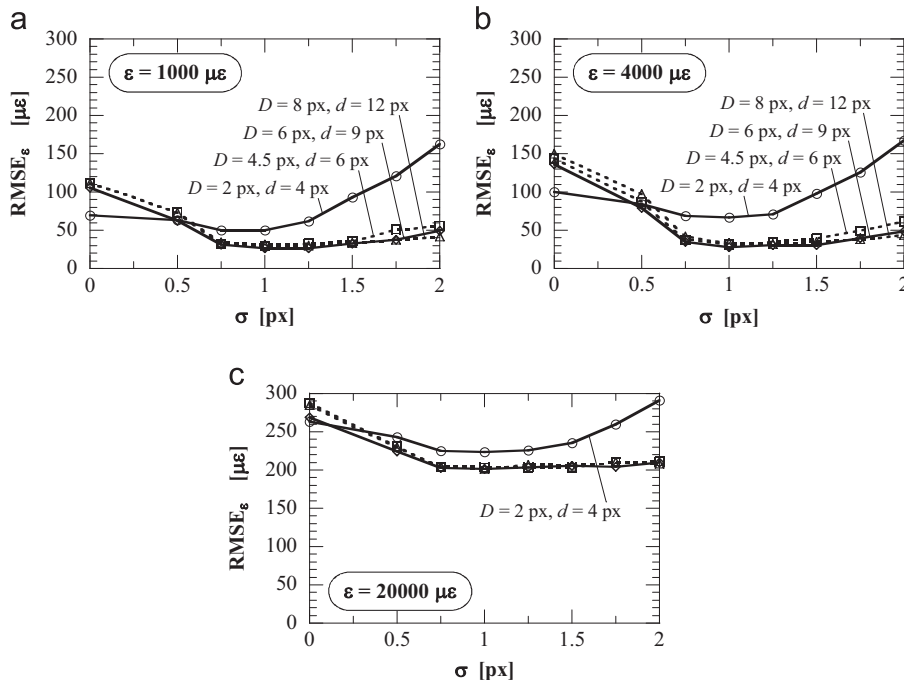 a
300
250
200
150
100
50
0
RMSEε [με]
ε = 1000 με
D = 8 px, d = 12 px
D = 6 px, d = 9 px
D = 4.5 px, d = 6 px
D = 2 px, d = 4 px
0 0.5 1 1.5 2
σ [px]
b
300
250
200
150
100
50
0
RMSEε [με]
ε = 4000 με
D = 8 px, d = 12 px
D = 6 px, d = 9 px
D = 4.5 px, d = 6 px
D = 2 px, d = 4 px
0 0.5 1 1.5 2
σ [px]
c
300
250
200
150
100
50
0
RMSEε [με]
D = 2 px, d = 4 px
ε = 20000 με
0 0.5 1 1.5 2
σ [px]